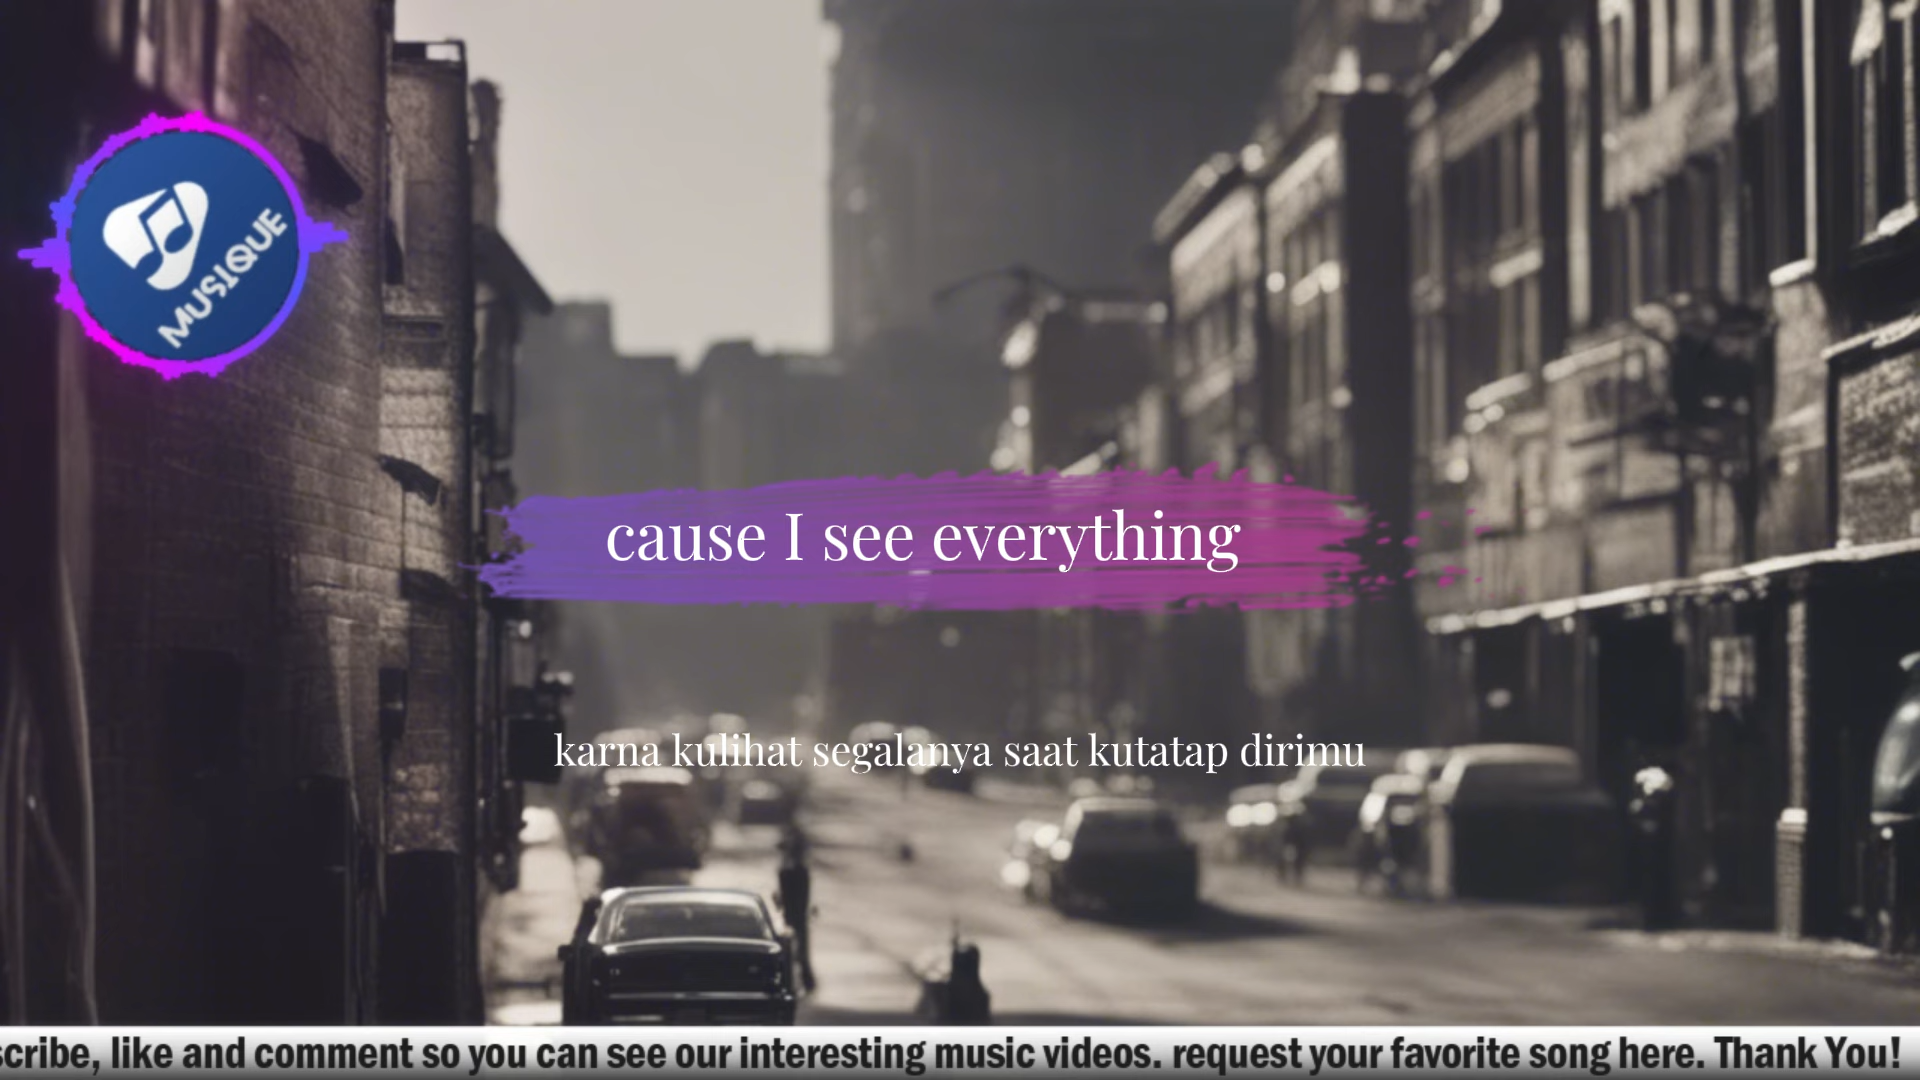 MUSIQUE
cause I see everything
karna kulihat segalanya saat kutatap dirimu
scribe, like and comment so you can see our interesting music videos. request your favorite song here. Thank You!